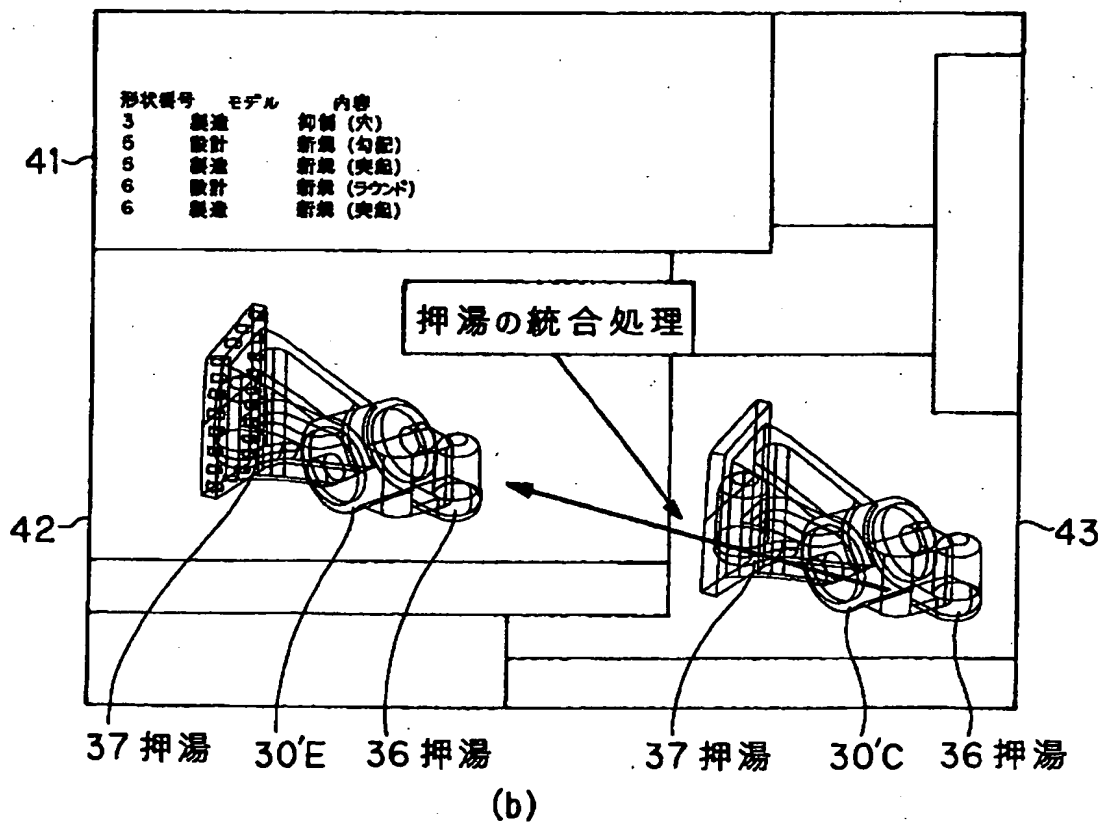 形状番号 モデル 内容
3 製造 抑制 (穴)
5 設計 新規 (勾配)
5 製造 新規 (突起)
6 設計 新規 (ラウンド)
6 製造 新規 (突起)
41
押湯の統合処理
42
43
37 押湯 30'E 36 押湯 37 押湯 30'C 36 押湯
(b)